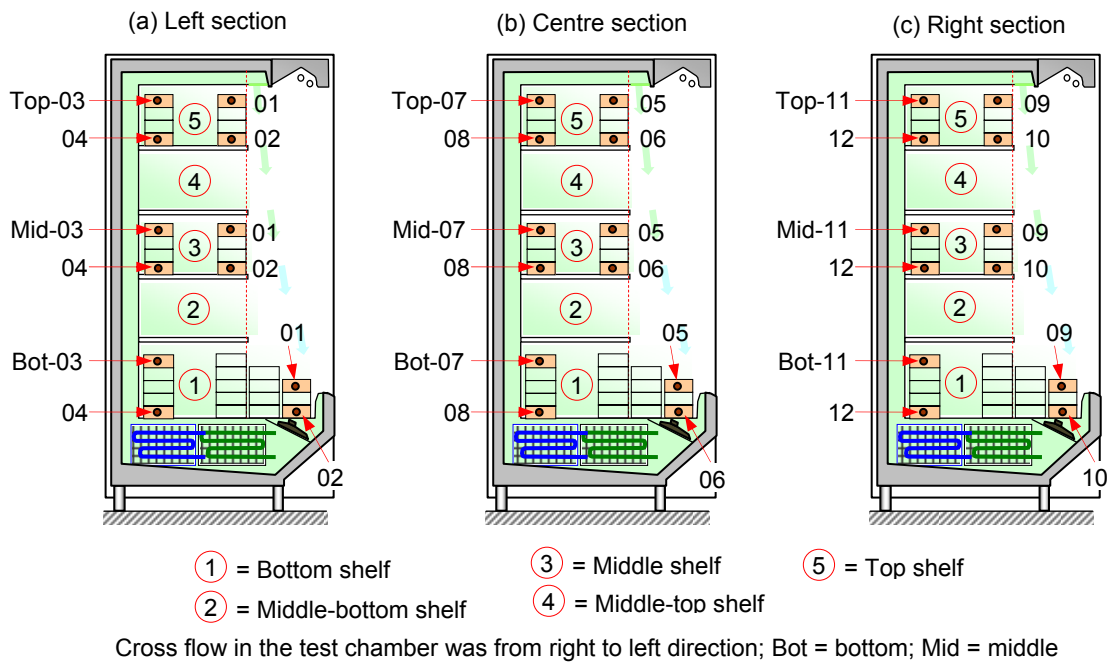 (a) Left section (b) Centre section (c) Right section
Top-03 01 Top-07 05 Top-11 09
5 5 5
04 02 08 06 12 10
4 4 4
Mid-03 01 Mid-07 05 Mid-11 09
3 3 3
04 02 08 06 12 10
2 2 2
01 05 09
Bot-03 Bot-07 Bot-11
1 1 1
04 08 12
02 06 10
1 = Bottom shelf 3 = Middle shelf 5 = Top shelf
2 = Middle-bottom shelf 4 = Middle-top shelf
Cross flow in the test chamber was from right to left direction; Bot = bottom; Mid = middle